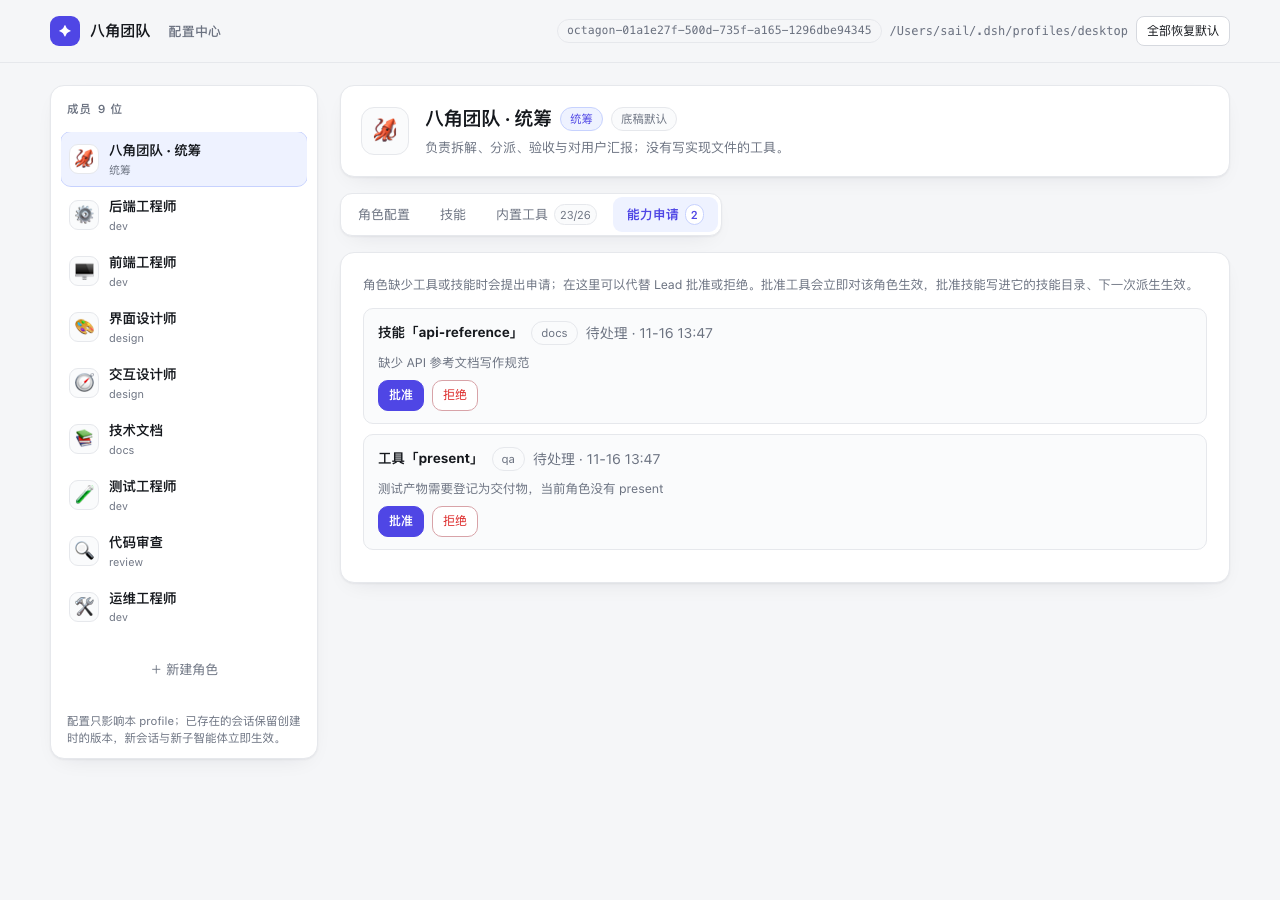 八角团队 配置中心 octagon-01a1e27f-500d-735f-a165-1296dbe94345 /Users/sail/.dsh/profiles/desktop 全部恢复默认
成员 9 位
八角团队 · 统筹
统筹
后端工程师
dev
前端工程师
dev
界面设计师
design
交互设计师
design
技术文档
docs
测试工程师
dev
代码审查
review
运维工程师
dev
+ 新建角色
配置只影响本 profile；已存在的会话保留创建
时的版本，新会话与新子智能体立即生效。
八角团队 · 统筹 统筹 底稿默认
负责拆解、分派、验收与对用户汇报；没有写实现文件的工具。
角色配置 技能 内置工具 23/26 能力申请 2
角色缺少工具或技能时会提出申请；在这里可以代替 Lead 批准或拒绝。批准工具会立即对该角色生效，批准技能写进它的技能目录、下一次派生生效。
技能「api-reference」 docs 待处理 · 11-16 13:47
缺少 API 参考文档写作规范
批准 拒绝
工具「present」 qa 待处理 · 11-16 13:47
测试产物需要登记为交付物，当前角色没有 present
批准 拒绝